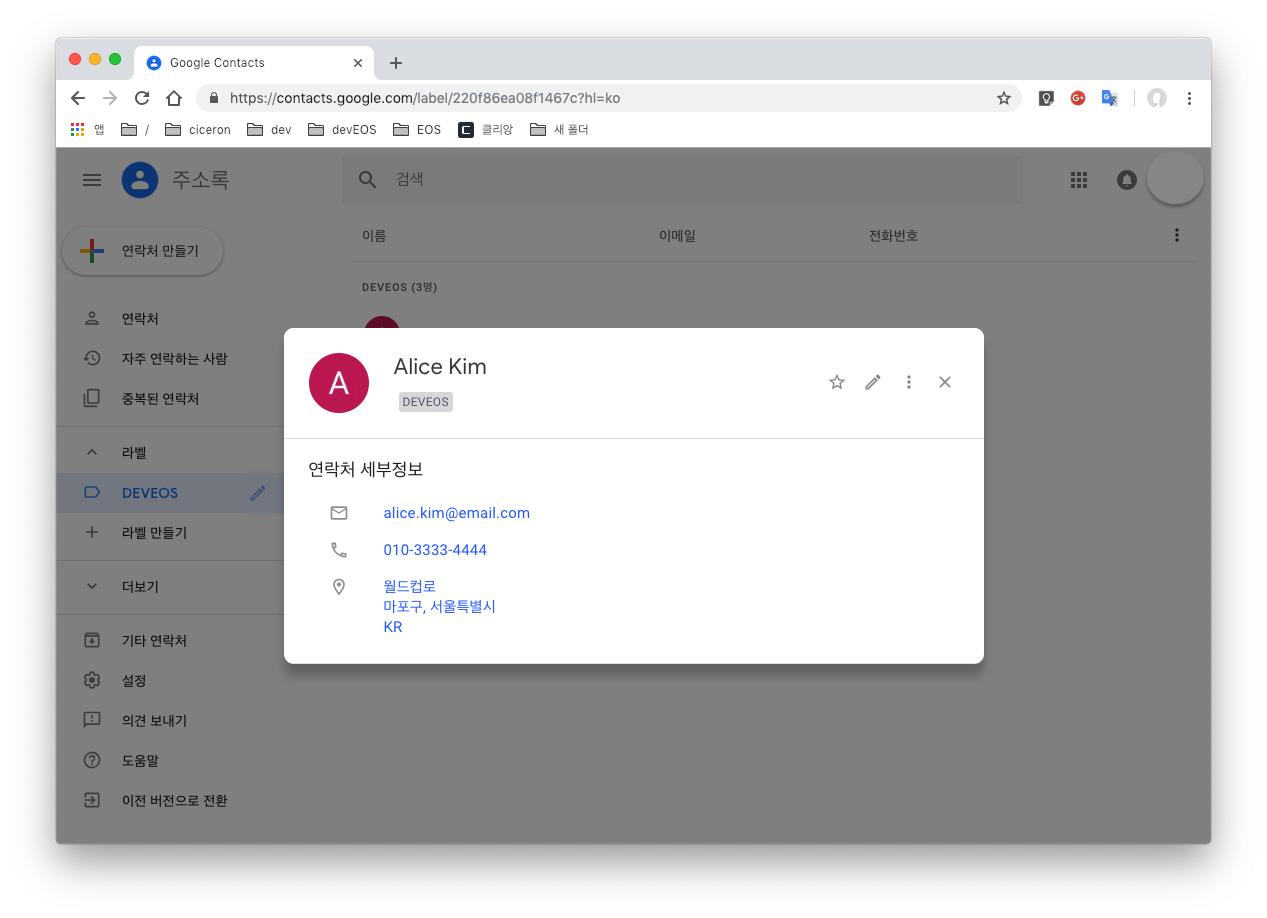 Google Contacts
https://contacts.google.com/label/220f86ea08f1467c?hl=ko
앱 / ciceron dev devEOS EOS C 클리앙 새 폴더
주소록
검색
연락처 만들기
이름 이메일 전화번호
DEVEOS (3명)
연락처
자주 연락하는 사람
중복된 연락처
라벨
DEVEOS
라벨 만들기
더보기
기타 연락처
설정
의견 보내기
도움말
이전 버전으로 전환
A
Alice Kim
DEVEOS
연락처 세부정보
alice.kim@email.com
010-3333-4444
월드컵로
마포구, 서울특별시
KR